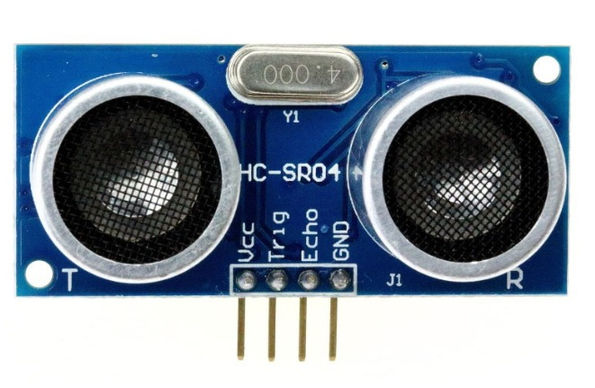 4.000
Y1
HC-SR04
Vcc
Trig
Echo
GND
T
J1
R